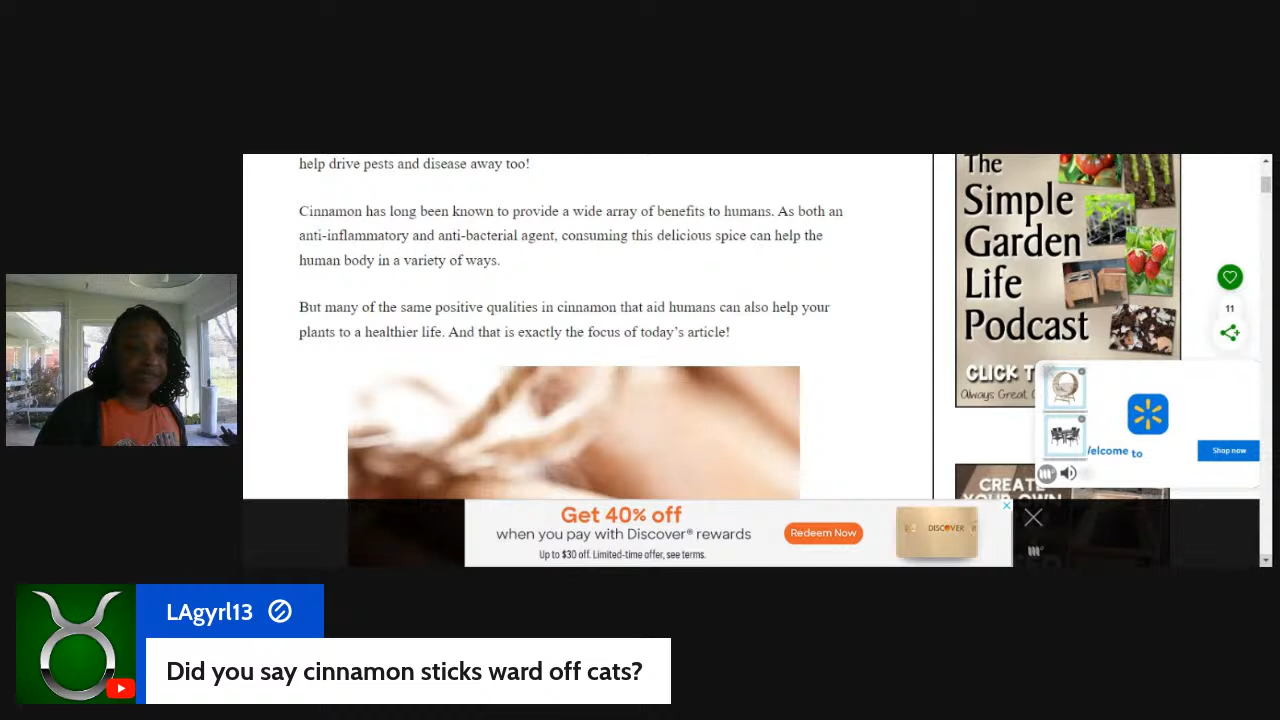 help drive pests and disease away too!
Cinnamon has long been known to provide a wide array of benefits to humans. As both an
anti-inflammatory and anti-bacterial agent, consuming this delicious spice can help the
human body in a variety of ways.
But many of the same positive qualities in cinnamon that aid humans can also help your
plants to a healthier life. And that is exactly the focus of today's article!
The
Simple
Garden
Life
Podcast
CLICK
Always Great
11
Welcome to
Shop now
CREATE
YOUR OWN
Get 40% off
when you pay with Discover® rewards
Up to $30 off. Limited-time offer, see terms.
Redeem Now
DISCOVER
LAgyrl13
Did you say cinnamon sticks ward off cats?